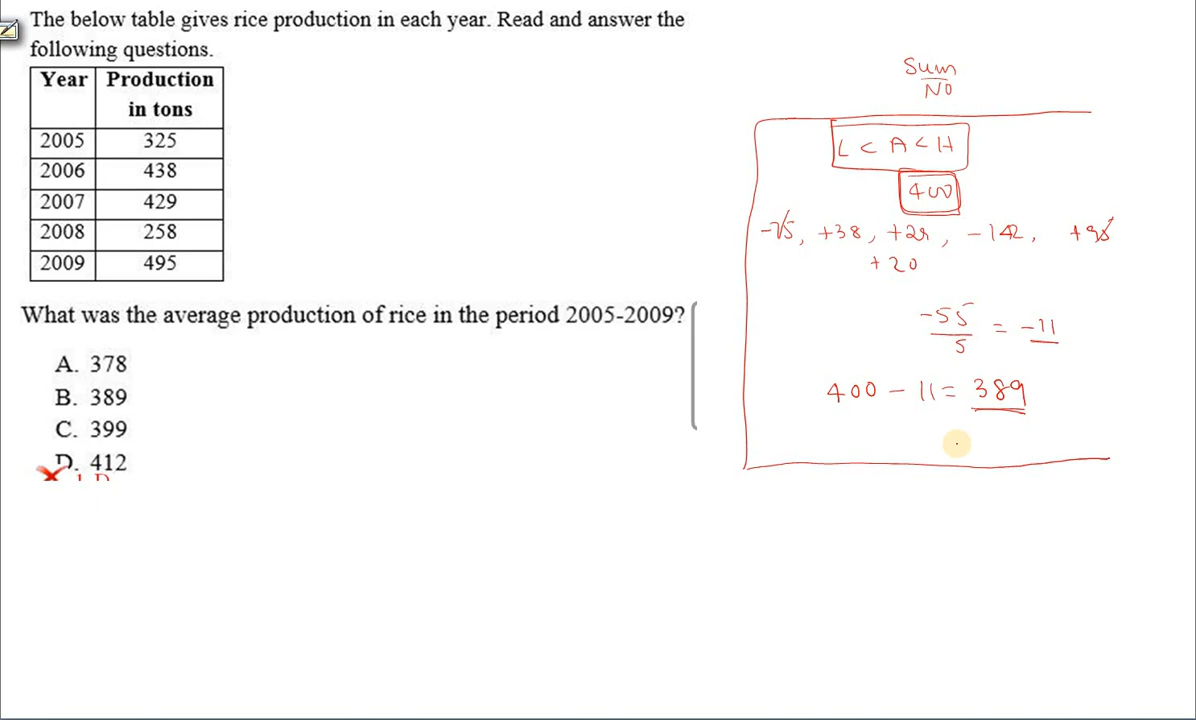 The below table gives rice production in each year. Read and answer the
following questions.
Year Production
in tons
2005 325
2006 438
2007 429
2008 258
2009 495
What was the average production of rice in the period 2005-2009?
A. 378
B. 389
C. 399
D. 412
Sum
NO
L < A < H
400
-75, +38, +29, -142, +95
+20
-55
5
= -11
400 - 11 = 389